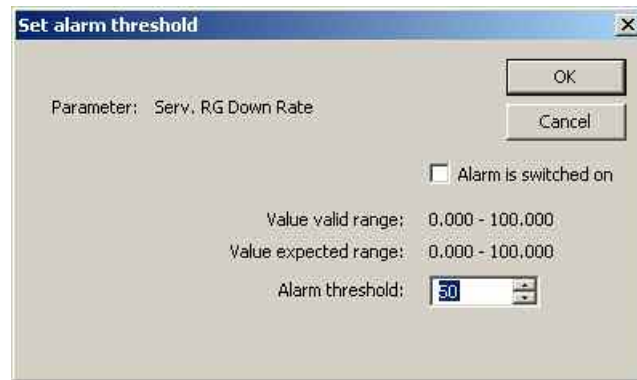 Set alarm threshold
OK
Parameter: Serv. RG Down Rate
Cancel
Alarm is switched on
Value valid range: 0.000 - 100.000
Value expected range: 0.000 - 100.000
Alarm threshold: 50